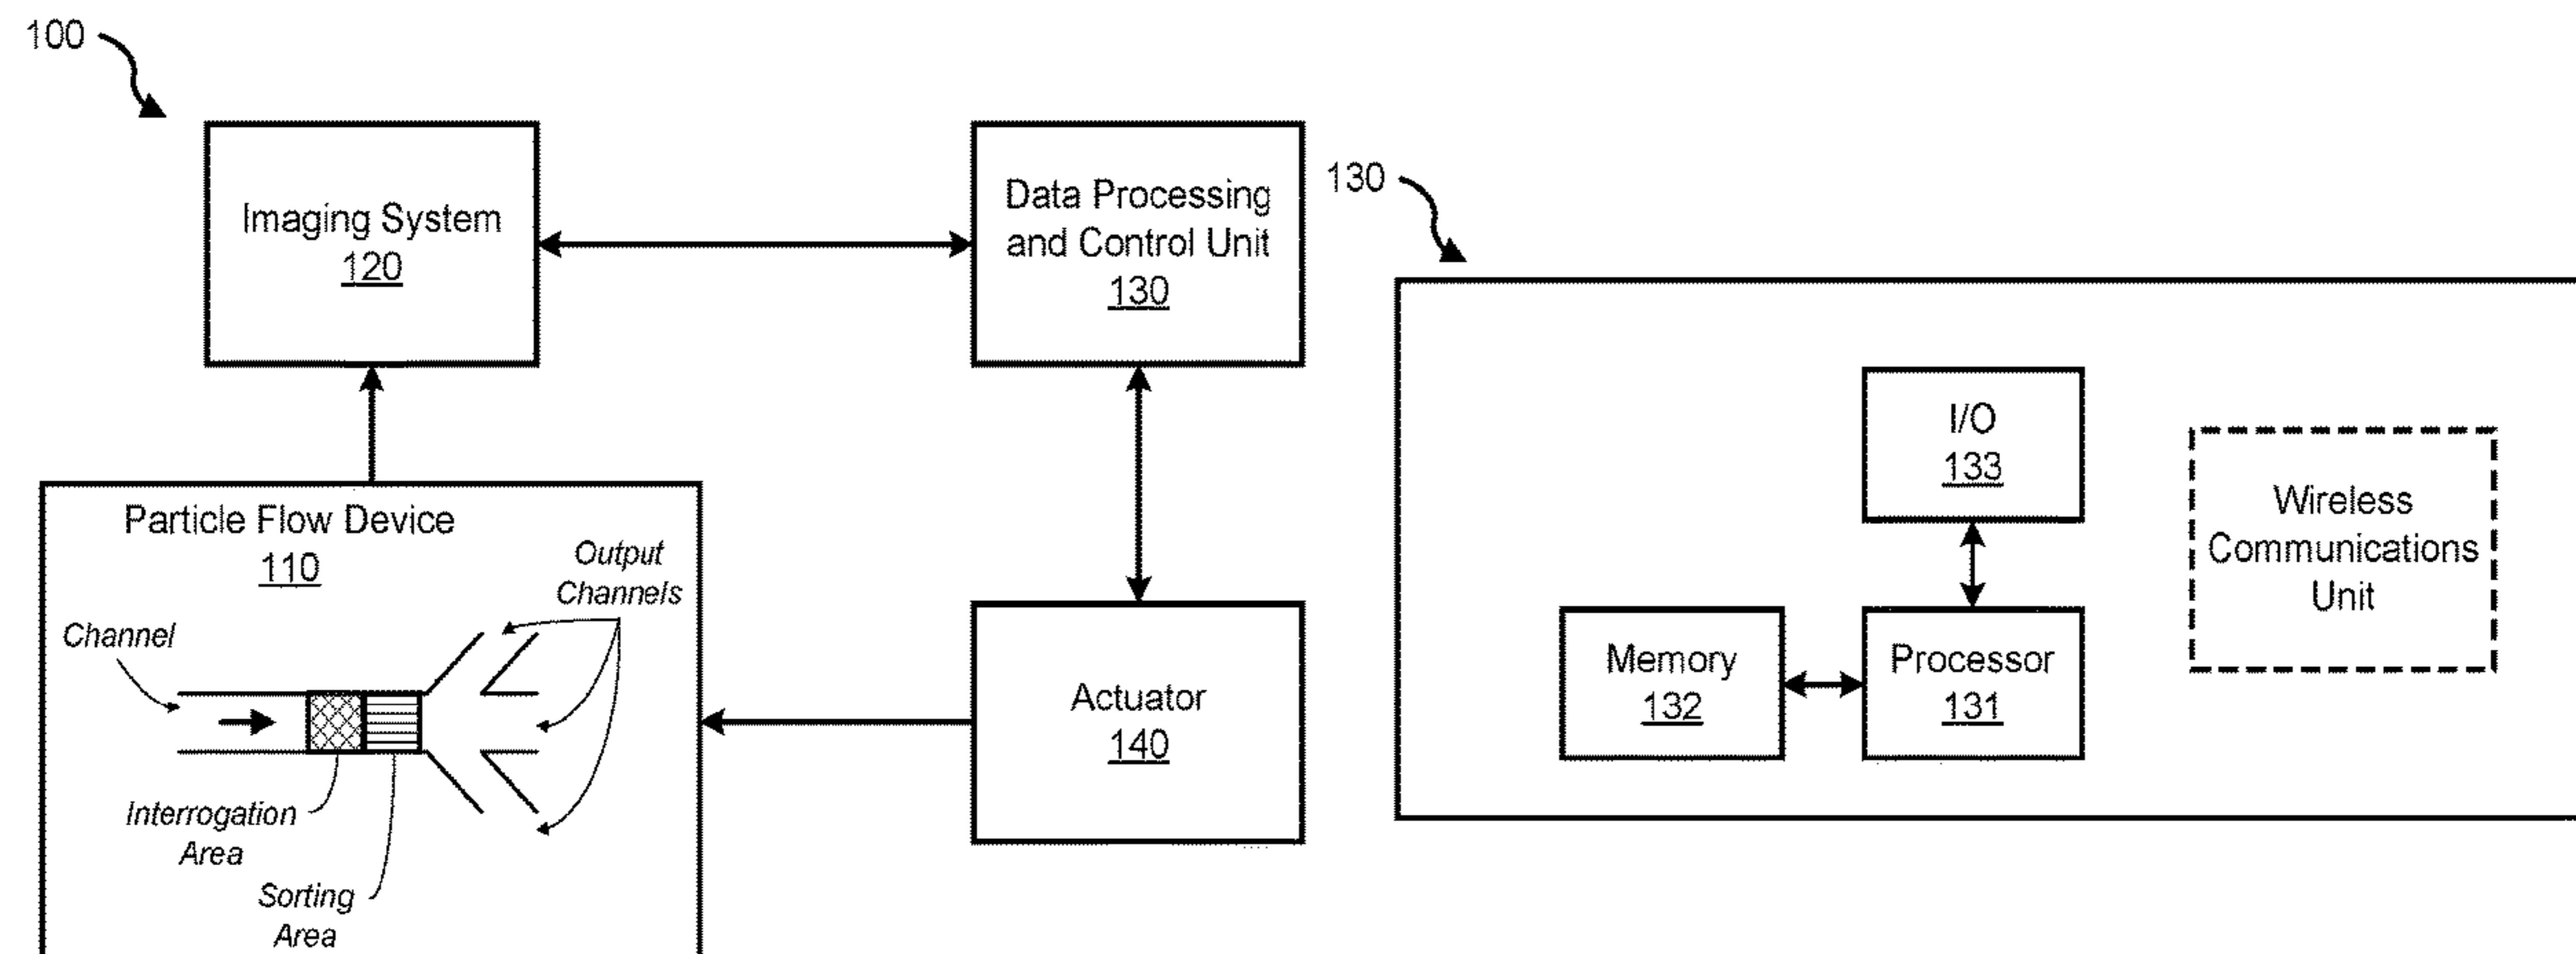 100
Imaging System
120
Data Processing
and Control Unit
130
Particle Flow Device
110
Output
Channels
Channel
Interrogation
Area
Sorting
Area
Actuator
140
130
I/O
133
Wireless
Communications
Unit
Memory
132
Processor
131